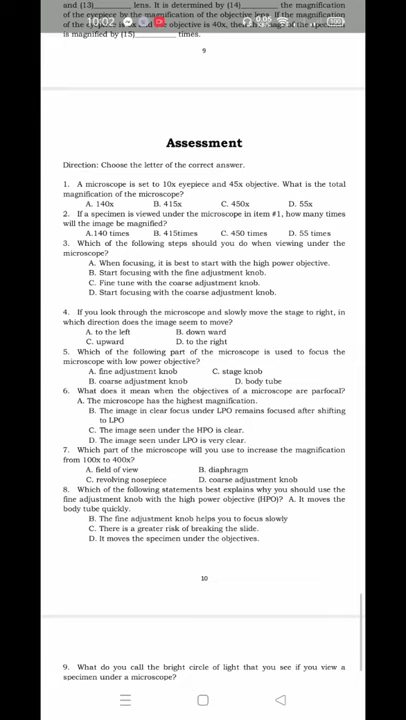 and (13)________ lens. It is determined by (14)________ the magnification
of the eyepiece by the magnification of the objective lens. If the magnification
of the eyepiece is objective is 40x, then
is magnified by (15)__________ times.
10:02
9
Assessment
Direction: Choose the letter of the correct answer.
1. A microscope is set to 10x eyepiece and 45x objective. What is the total
magnification of the microscope?
A. 140x B. 415x C. 450x D. 55x
2. If a specimen is viewed under the microscope in item #1, how many times
will the image be magnified?
A.140 times B. 415times C. 450 times D. 55 times
3. Which of the following steps should you do when viewing under the
microscope?
A. When focusing, it is best to start with the high power objective.
B. Start focusing with the fine adjustment knob.
C. Fine tune with the coarse adjustment knob.
D. Start focusing with the coarse adjustment knob.
4. If you look through the microscope and slowly move the stage to right, in
which direction does the image seem to move?
A. to the left B. down ward
C. upward D. to the right
5. Which of the following part of the microscope is used to focus the
microscope with low power objective?
A. fine adjustment knob C. stage knob
B. coarse adjustment knob D. body tube
6. What does it mean when the objectives of a microscope are parfocal?
A. The microscope has the highest magnification.
B. The image in clear focus under LPO remains focused after shifting
to LPO
C. The image seen under the HPO is clear.
D. The image seen under LPO is very clear.
7. Which part of the microscope will you use to increase the magnification
from 100x to 400x?
A. field of view B. diaphragm
C. revolving nosepiece D. coarse adjustment knob
8. Which of the following statements best explains why you should use the
fine adjustment knob with the high power objective (HPO)? A. It moves the
body tube quickly.
B. The fine adjustment knob helps you to focus slowly
C. There is a greater risk of breaking the slide.
D. It moves the specimen under the objectives.
10
9. What do you call the bright circle of light that you see if you view a
specimen under a microscope?